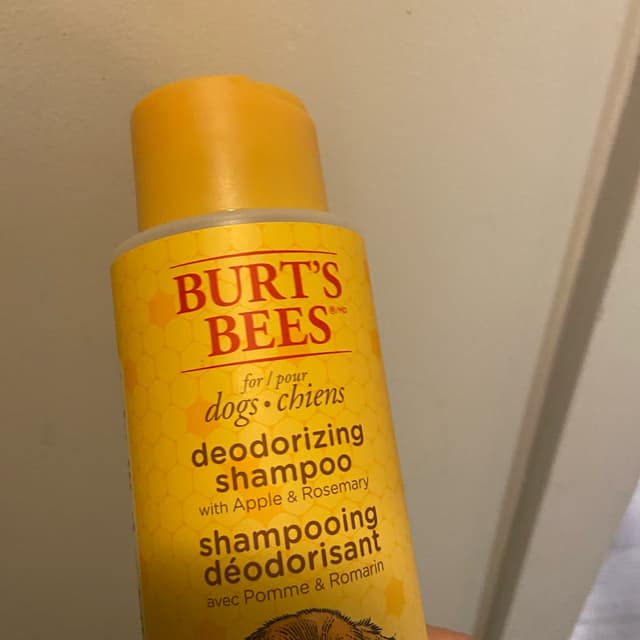 BURT'S
BEES
for / pour
dogs • chiens
deodorizing
shampoo
with Apple & Rosemary
shampooing
déodorisant
avec Pomme & Romarin